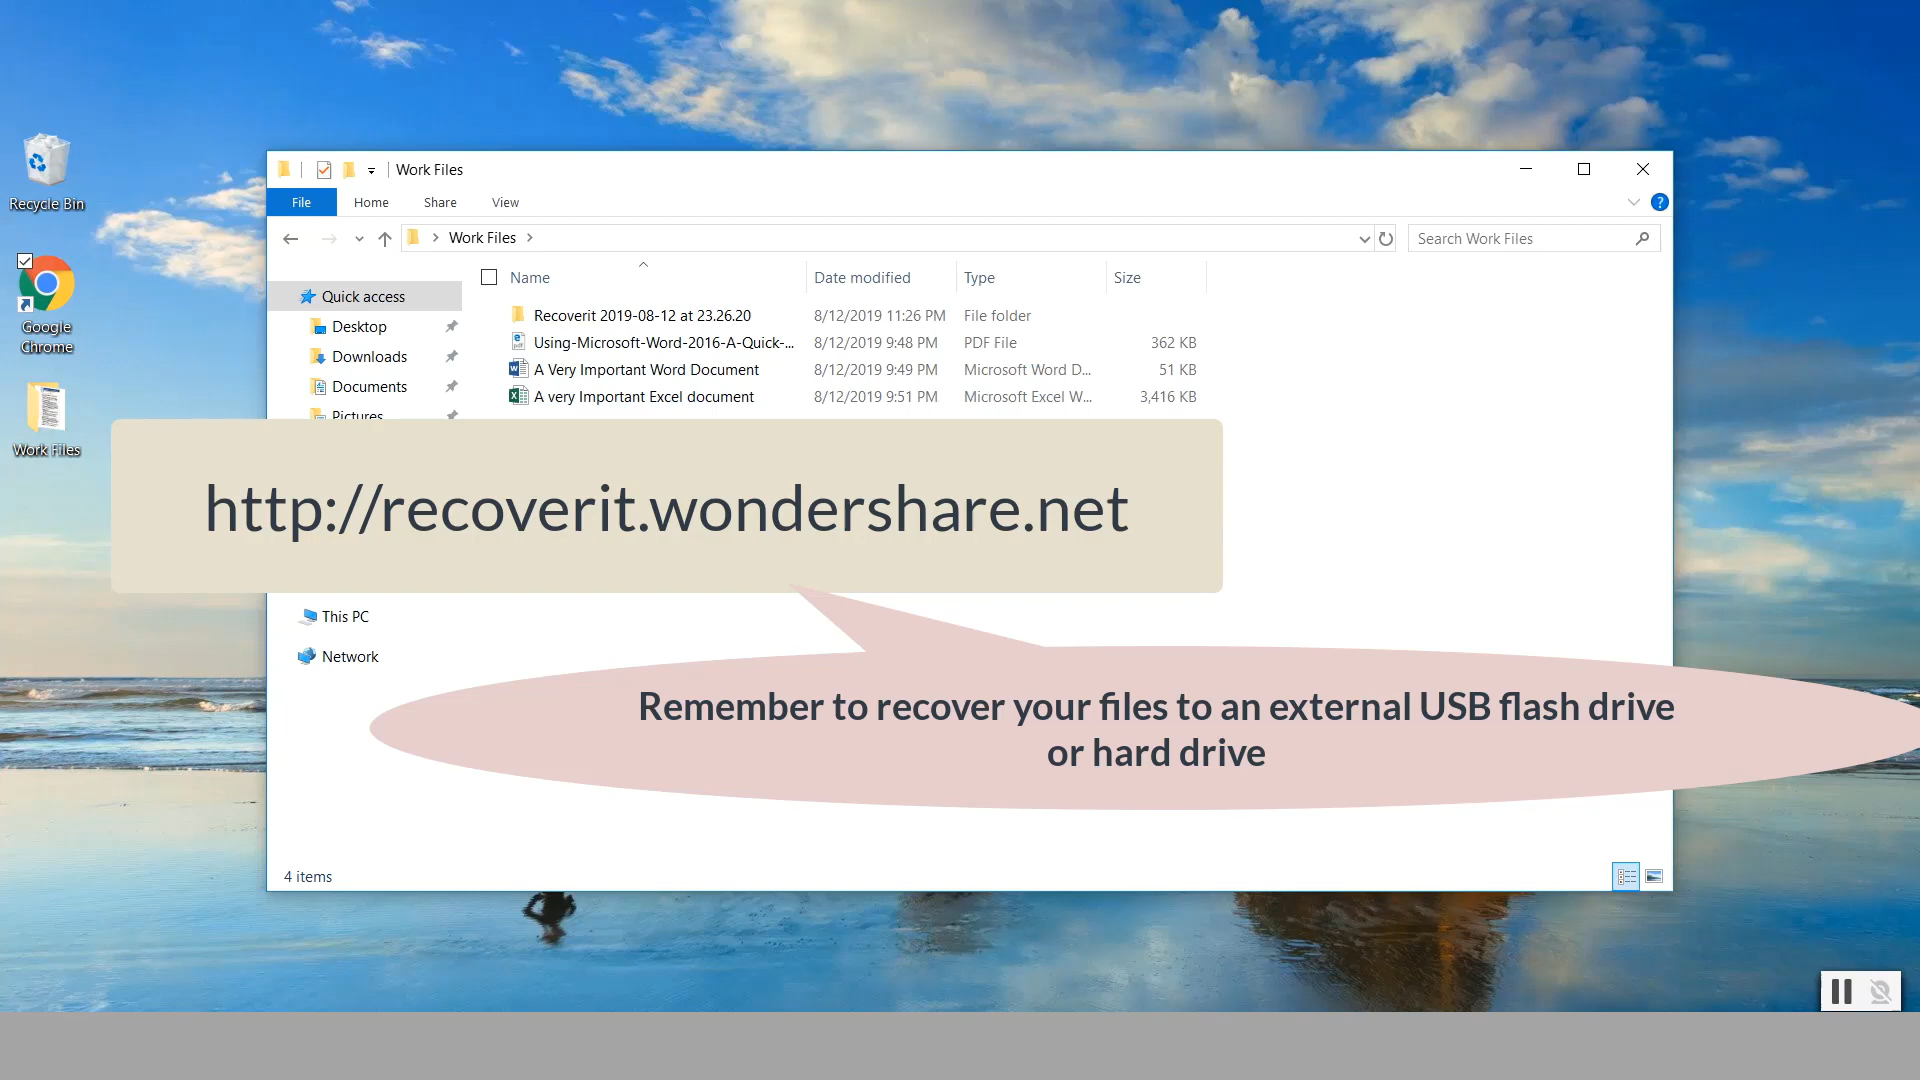 Work Files
File Home Share View
Work Files
Search Work Files
Recycle Bin
Google
Chrome
Work Files
Quick access
Desktop
Downloads
Documents
Pictures
This PC
Network
Name Date modified Type Size
Recoverit 2019-08-12 at 23.26.20 8/12/2019 11:26 PM File folder
Using-Microsoft-Word-2016-A-Quick-... 8/12/2019 9:48 PM PDF File 362 KB
A Very Important Word Document 8/12/2019 9:49 PM Microsoft Word D... 51 KB
A very Important Excel document 8/12/2019 9:51 PM Microsoft Excel W... 3,416 KB
http://recoverit.wondershare.net
Remember to recover your files to an external USB flash drive
or hard drive
4 items